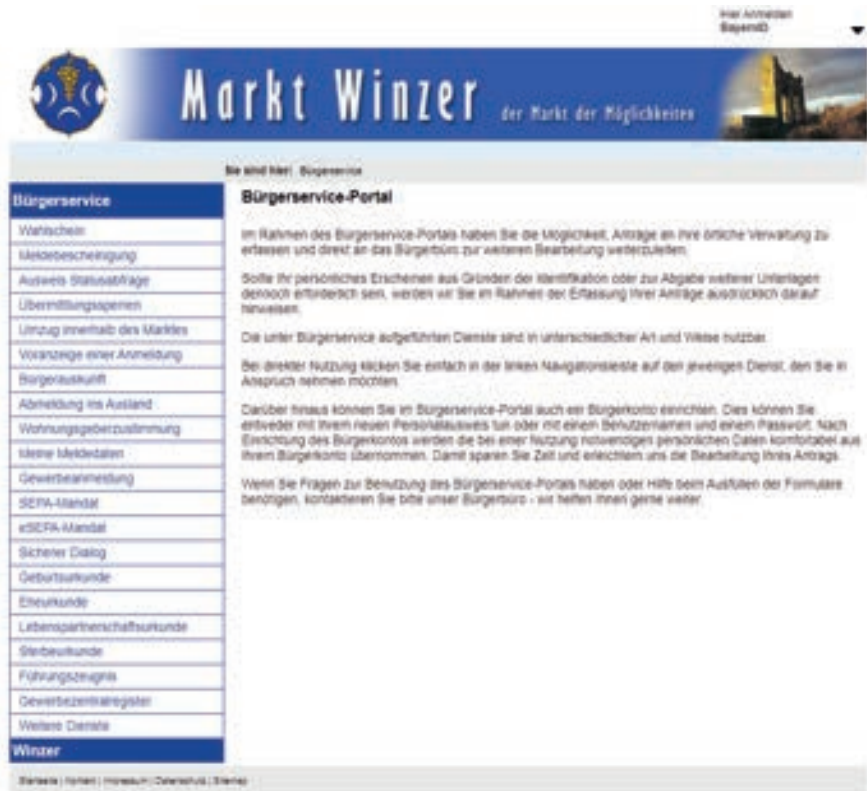 Hier Anmelden
BayernID
Markt Winzer der Markt der Möglichkeiten
Sie sind hier: Bürgerservice
Bürgerservice
Wahlschein
Meldebescheinigung
Ausweis Statusabfrage
Übermittlungssperren
Umzug innerhalb des Marktes
Voranzeige einer Anmeldung
Bürgerauskunft
Abmeldung ins Ausland
Wohnungsgeberzustimmung
Meine Meldedaten
Gewerbeanmeldung
SEPA-Mandat
eSEPA-Mandat
Sicherer Dialog
Geburtsurkunde
Eheurkunde
Lebenspartnerschaftsurkunde
Sterbeurkunde
Führungszeugnis
Gewerbezentralregister
Weitere Dienste
Winzer
Bürgerservice-Portal
Im Rahmen des Bürgerservice-Portals haben Sie die Möglichkeit, Anträge an Ihre örtliche Verwaltung zu
erfassen und direkt an das Bürgerbüro zur weiteren Bearbeitung weiterzuleiten.
Sollte Ihr persönliches Erscheinen aus Gründen der Identifikation oder zur Abgabe weiterer Unterlagen
dennoch erforderlich sein, werden wir Sie im Rahmen der Erfassung Ihrer Anträge ausdrücklich darauf
hinweisen.
Die unter Bürgerservice aufgeführten Dienste sind in unterschiedlicher Art und Weise nutzbar.
Bei direkter Nutzung klicken Sie einfach in der linken Navigationsleiste auf den jeweiligen Dienst, den Sie in
Anspruch nehmen möchten.
Darüber hinaus können Sie im Bürgerservice-Portal auch ein Bürgerkonto einrichten. Dies können Sie
entweder mit Ihrem neuen Personalausweis tun oder mit einem Benutzernamen und einem Passwort. Nach
Einrichtung des Bürgerkontos werden die bei einer Nutzung notwendigen persönlichen Daten komfortabel aus
Ihrem Bürgerkonto übernommen. Damit sparen Sie Zeit und erleichtern uns die Bearbeitung Ihres Antrags.
Wenn Sie Fragen zur Benutzung des Bürgerservice-Portals haben oder Hilfe beim Ausfüllen der Formulare
benötigen, kontaktieren Sie bitte unser Bürgerbüro - wir helfen Ihnen gerne weiter.
Startseite | Kontakt | Impressum | Datenschutz | Sitemap